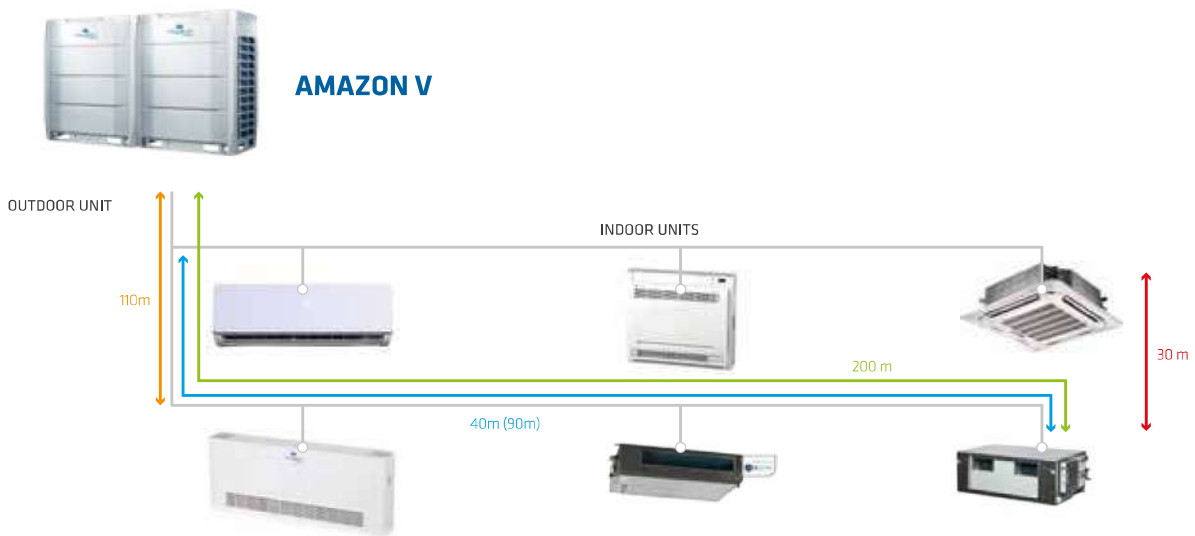 AMAZON V
OUTDOOR UNIT
INDOOR UNITS
110m
30 m
200 m
40m (90m)